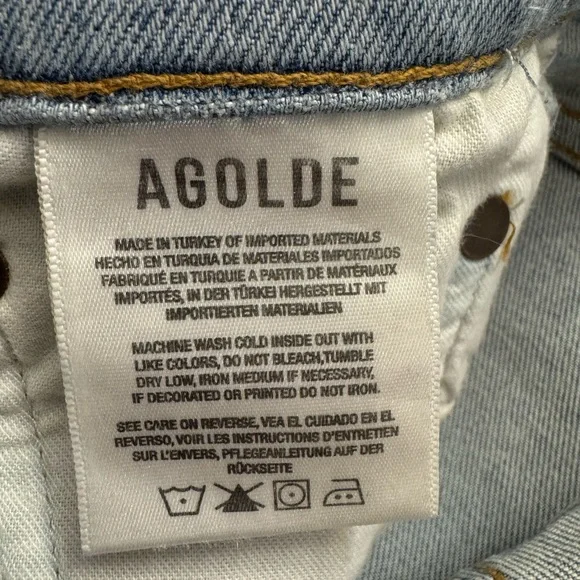 AGOLDE
MADE IN TURKEY OF IMPORTED MATERIALS
HECHO EN TURQUIA DE MATERIALES IMPORTADOS
FABRIQUÉ EN TURQUIE A PARTIR DE MATÉRIAUX
IMPORTÉS, IN DER TÜRKEI HERGESTELLT MIT
IMPORTIERTEN MATERIALIEN
MACHINE WASH COLD INSIDE OUT WITH
LIKE COLORS, DO NOT BLEACH,TUMBLE
DRY LOW, IRON MEDIUM IF NECESSARY,
IF DECORATED OR PRINTED DO NOT IRON.
SEE CARE ON REVERSE, VEA EL CUIDADO EN EL
REVERSO, VOIR LES INSTRUCTIONS D'ENTRETIEN
SUR L'ENVERS, PFLEGEANLEITUNG AUF DER
RÜCKSEITE